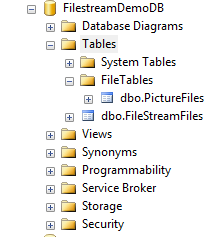 FilestreamDemoDB
Database Diagrams
Tables
System Tables
FileTables
dbo.PictureFiles
dbo.FileStreamFiles
Views
Synonyms
Programmability
Service Broker
Storage
Security